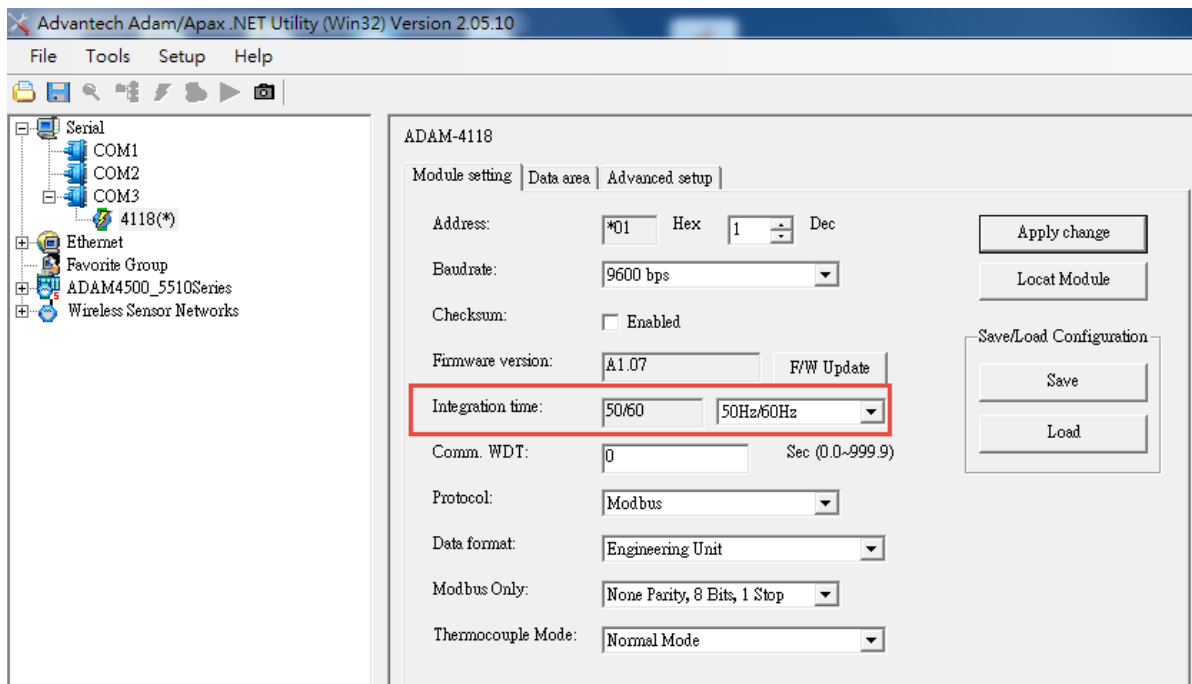 Advantech Adam/Apax .NET Utility (Win32) Version 2.05.10
File Tools Setup Help
Serial
COM1
COM2
COM3
4118(*)
Ethernet
Favorite Group
ADAM4500_5510Series
Wireless Sensor Networks
ADAM-4118
Module setting Data area Advanced setup
Address: *01 Hex 1 Dec
Baudrate: 9600 bps
Checksum: Enabled
Firmware version: A1.07 F/W Update
Integration time: 50/60 50Hz/60Hz
Comm. WDT: 0 Sec (0.0~999.9)
Protocol: Modbus
Data format: Engineering Unit
Modbus Only: None Parity, 8 Bits, 1 Stop
Thermocouple Mode: Normal Mode
Apply change
Locat Module
Save/Load Configuration
Save
Load